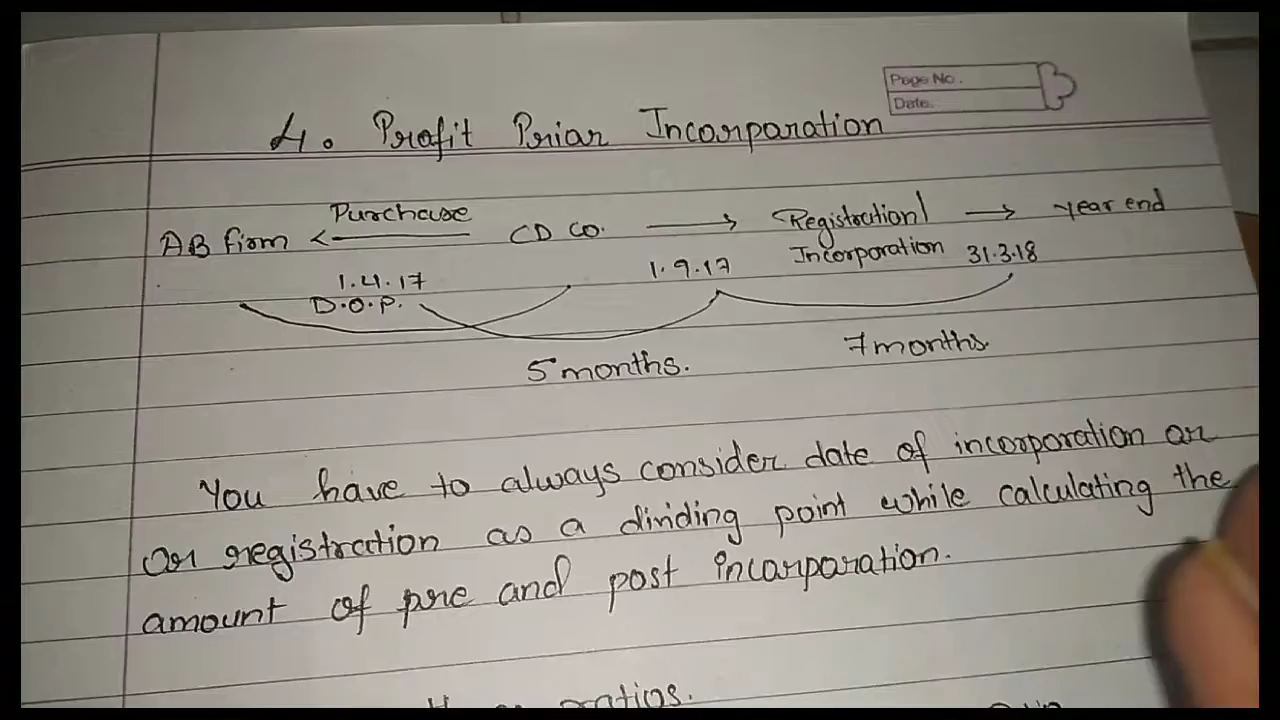 Page No.
Date.
4. Profit Prior Incorporation
AB firm Purchase CD CO. Registration/ Year end
1.4.17 1.9.17 Incorporation 31.3.18
D.O.P.
5 months. 7 months.
You have to always consider date of incorporation or
or registration as a dividing point while calculating the
amount of pre and post incorporation.
ratios.